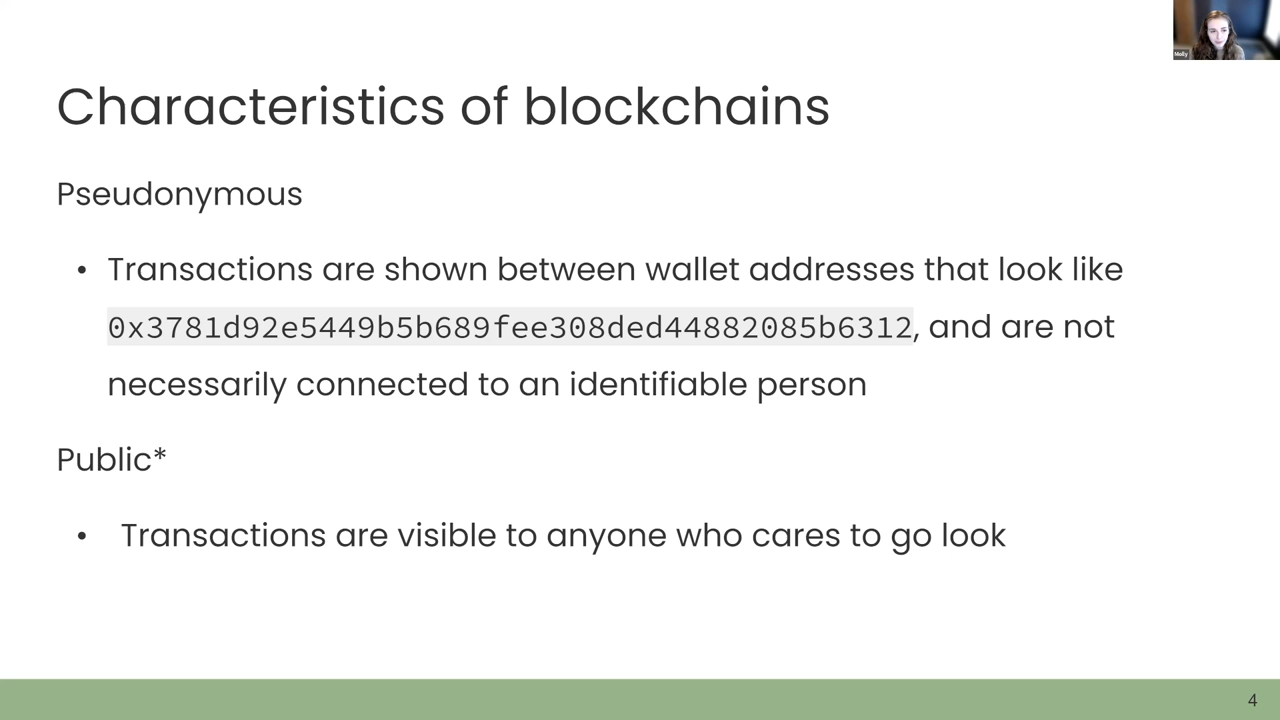 Molly
Characteristics of blockchains
Pseudonymous
• Transactions are shown between wallet addresses that look like
0x3781d92e5449b5b689fee308ded44882085b6312, and are not
necessarily connected to an identifiable person
Public*
• Transactions are visible to anyone who cares to go look
4